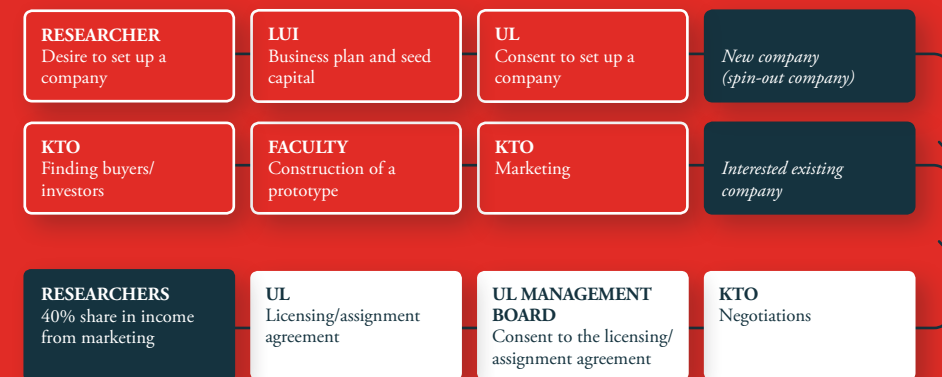 RESEARCHER
Desire to set up a
company
LUI
Business plan and seed
capital
UL
Consent to set up a
company
New company
(spin-out company)
KTO
Finding buyers/
investors
FACULTY
Construction of a
prototype
KTO
Marketing
Interested existing
company
RESEARCHERS
40% share in income
from marketing
UL
Licensing/assignment
agreement
UL MANAGEMENT
BOARD
Consent to the licensing/
assignment agreement
KTO
Negotiations